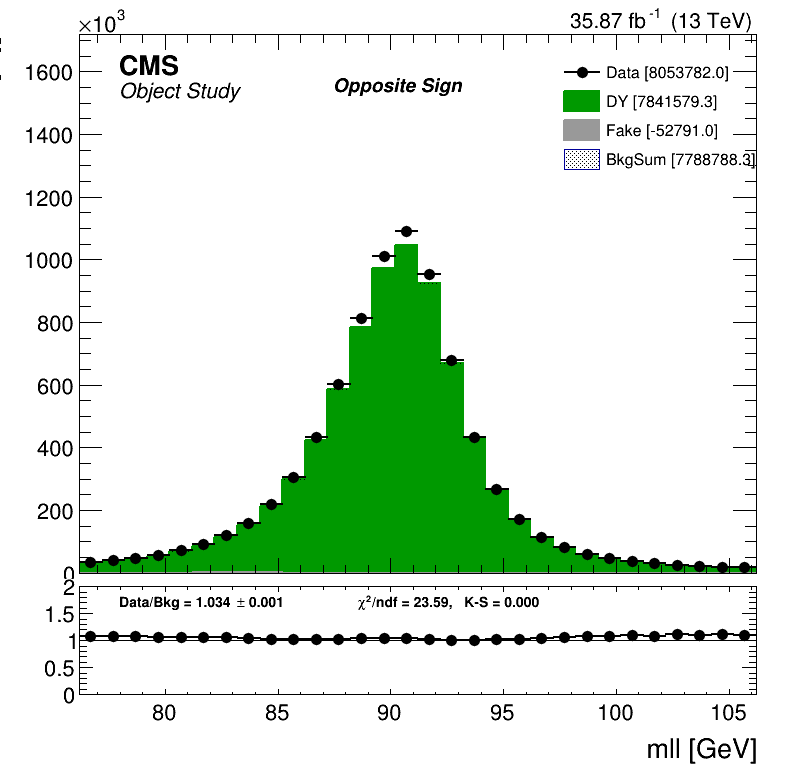 ×10³
35.87 fb⁻¹ (13 TeV)
CMS
Object Study
Opposite Sign
Data [8053782.0]
DY [7841579.3]
Fake [-52791.0]
BkgSum [7788788.3]
1600
1400
1200
1000
800
600
400
200
0
2
1.5
1
0.5
0
Data/Bkg = 1.034 ± 0.001
χ²/ndf = 23.59, K-S = 0.000
80 85 90 95 100 105
mll [GeV]